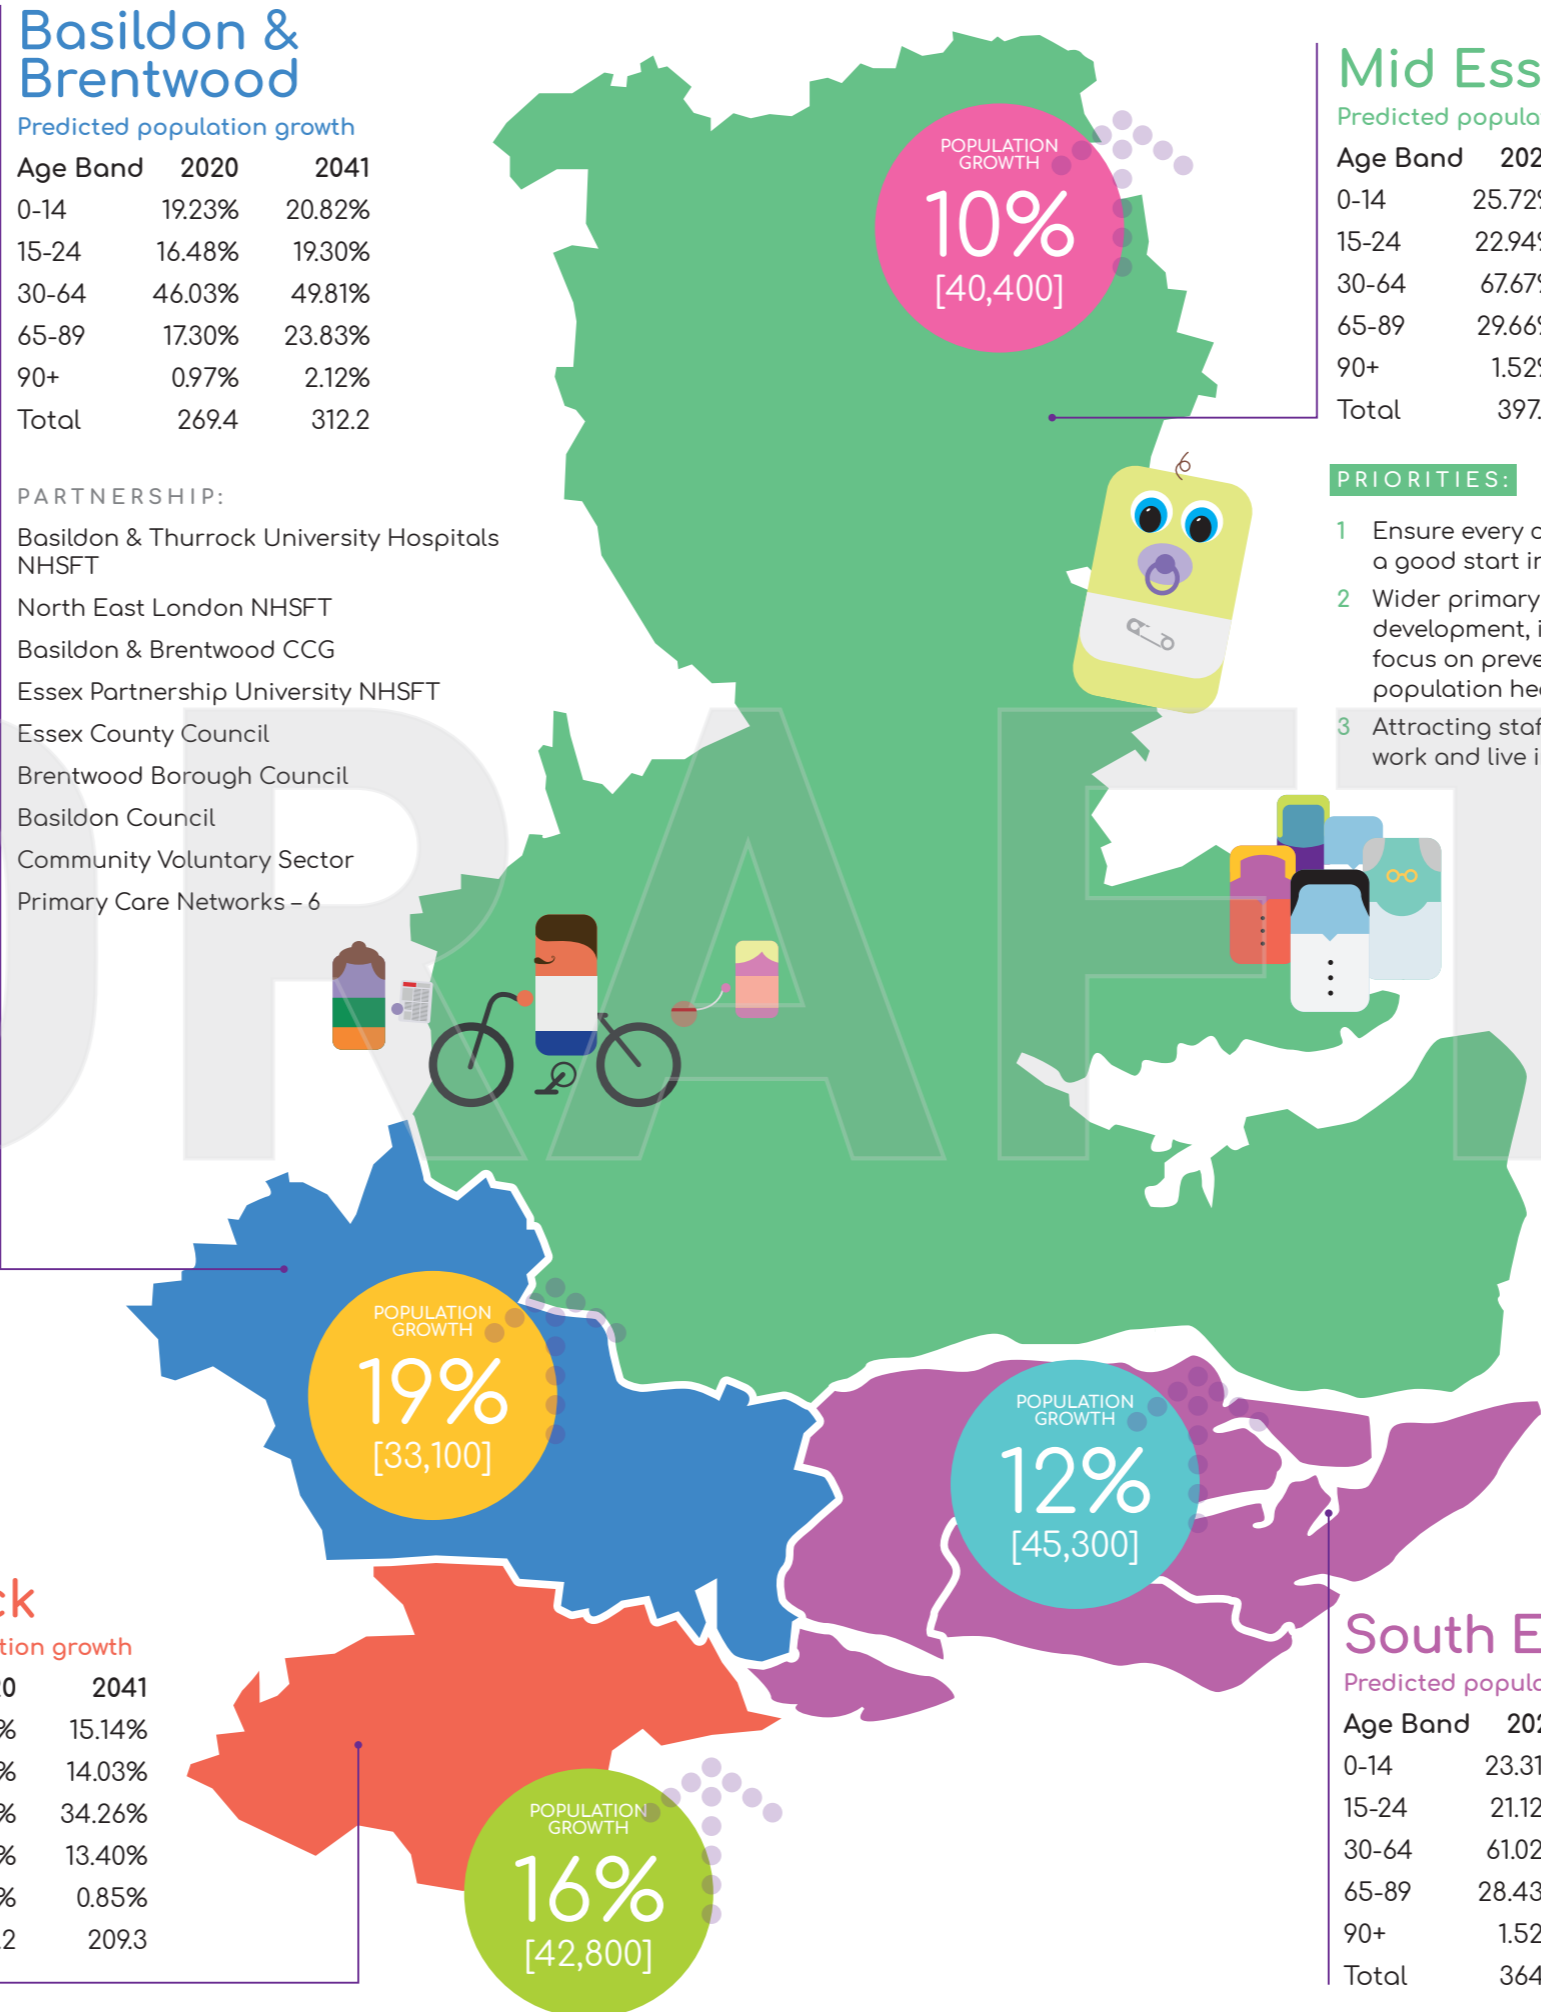 Basildon &
Brentwood
Predicted population growth
Age Band 2020 2041
0-14 19.23% 20.82%
15-24 16.48% 19.30%
30-64 46.03% 49.81%
65-89 17.30% 23.83%
90+ 0.97% 2.12%
Total 269.4 312.2
PARTNERSHIP:
Basildon & Thurrock University Hospitals
NHSFT
North East London NHSFT
Basildon & Brentwood CCG
Essex Partnership University NHSFT
Essex County Council
Brentwood Borough Council
Basildon Council
Community Voluntary Sector
Primary Care Networks – 6
POPULATION
GROWTH
10%
[40,400]
Mid Ess
Predicted popula
Age Band 202
0-14 25.72%
15-24 22.94%
30-64 67.67%
65-89 29.66%
90+ 1.52%
Total 397.
PRIORITIES:
1 Ensure every
a good start in
2 Wider primary
development, i
focus on preve
population hea
3 Attracting staf
work and live i
DRAFT
POPULATION
GROWTH
19%
[33,100]
POPULATION
GROWTH
12%
[45,300]
ck
tion growth
20 2041
% 15.14%
% 14.03%
% 34.26%
% 13.40%
% 0.85%
.2 209.3
POPULATION
GROWTH
16%
[42,800]
South E
Predicted popula
Age Band 202
0-14 23.31
15-24 21.12
30-64 61.02
65-89 28.43
90+ 1.52
Total 364